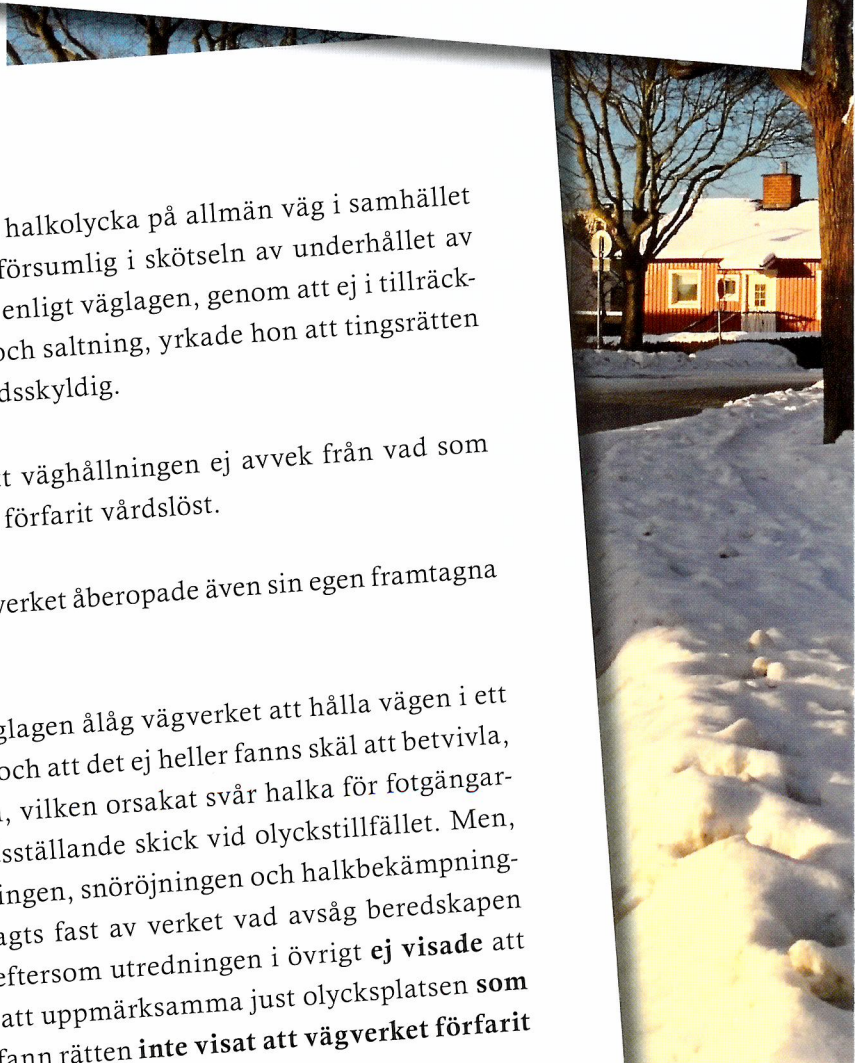 halkolycka på allmän väg i samhället
försumlig i skötseln av underhållet av
enligt väglagen, genom att ej i tillräck-
och saltning, yrkade hon att tingsrätten
dsskyldig.
tt väghållningen ej avvek från vad som
förfarit vårdslöst.
verket åberopade även sin egen framtagna
glagen ålåg vägverket att hålla vägen i ett
och att det ej heller fanns skäl att betvivla,
, vilken orsakat svår halka för fotgängar-
sställande skick vid olyckstillfället. Men,
ingen, snöröjningen och halkbekämpning-
agts fast av verket vad avsåg beredskapen
eftersom utredningen i övrigt ej visade att
att uppmärksamma just olycksplatsen som
fann rätten inte visat att vägverket förfarit